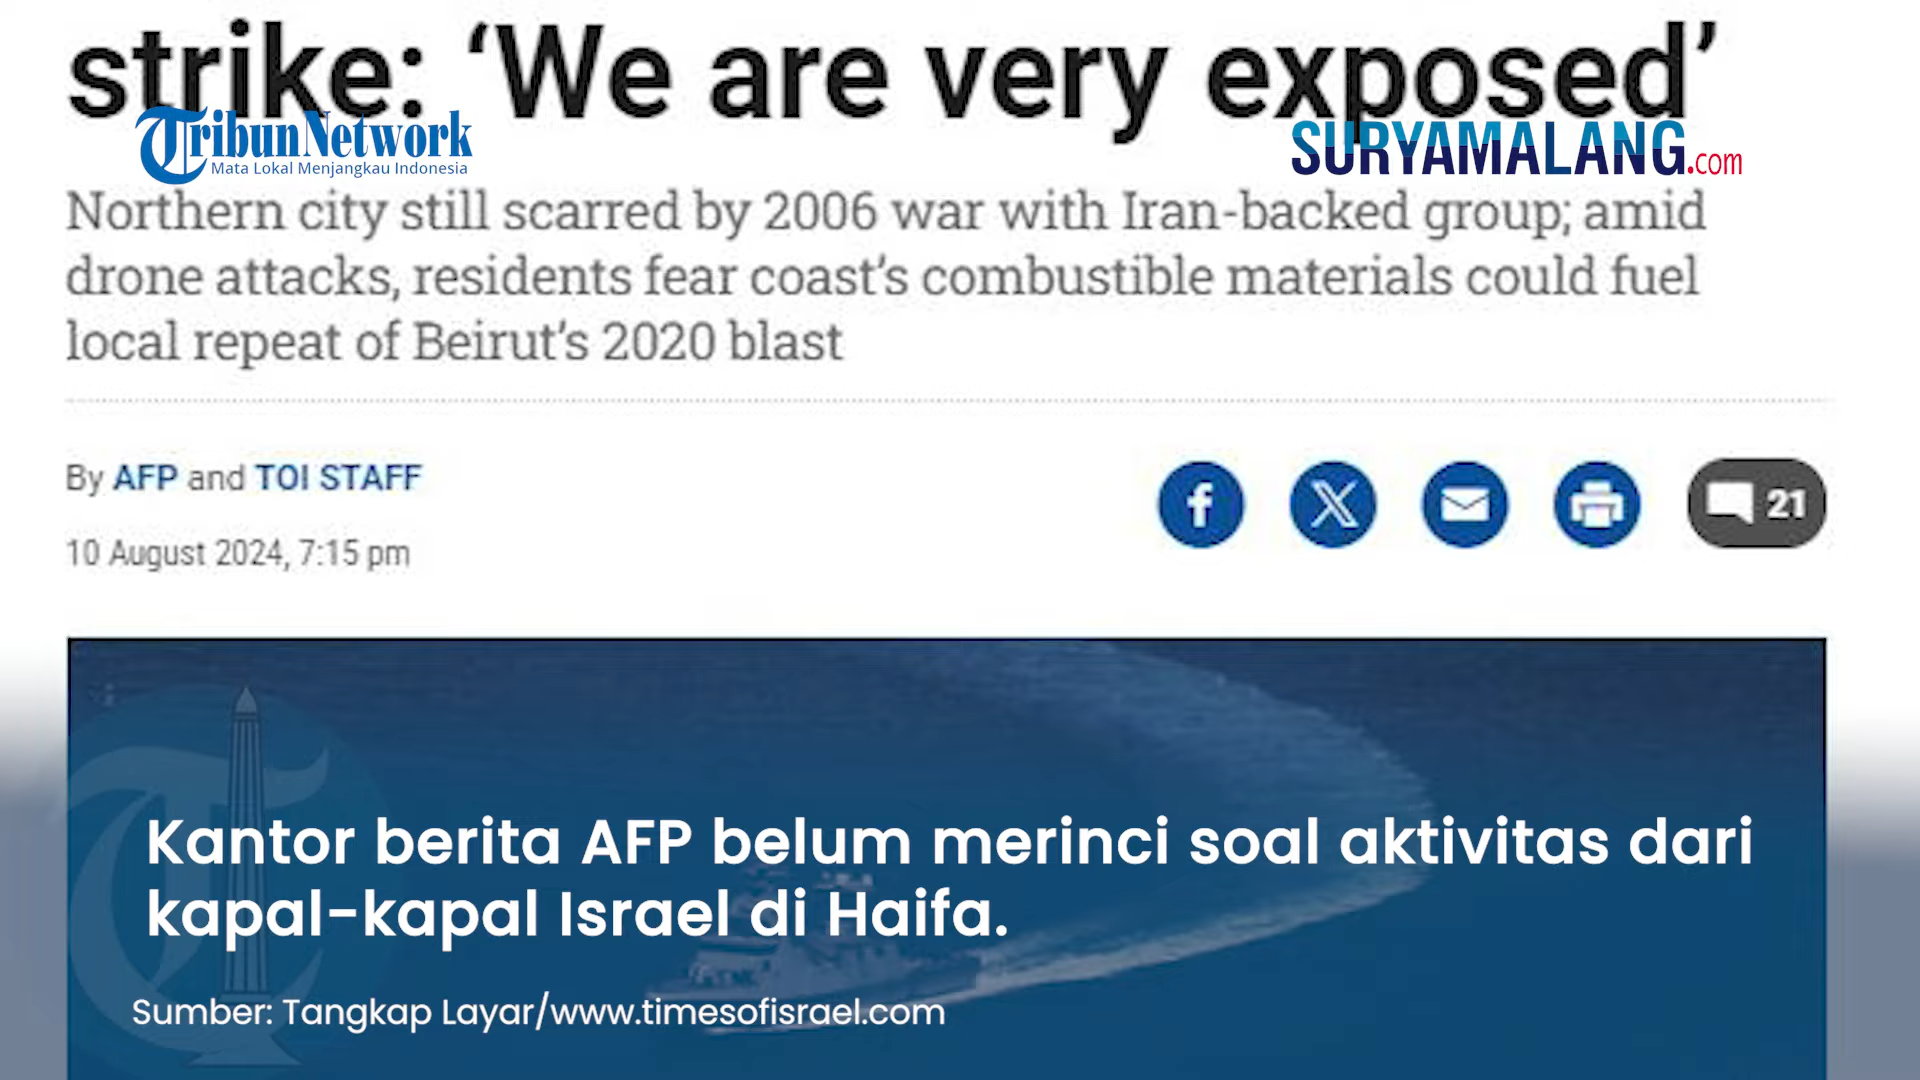 strike: ‘We are very exposed’
TribunNetwork
Mata Lokal Menjangkau Indonesia
SURYAMALANG.com
Northern city still scarred by 2006 war with Iran-backed group; amid
drone attacks, residents fear coast’s combustible materials could fuel
local repeat of Beirut’s 2020 blast
By AFP and TOI STAFF
21
10 August 2024, 7:15 pm
Kantor berita AFP belum merinci soal aktivitas dari
kapal-kapal Israel di Haifa.
Sumber: Tangkap Layar/www.timesofisrael.com